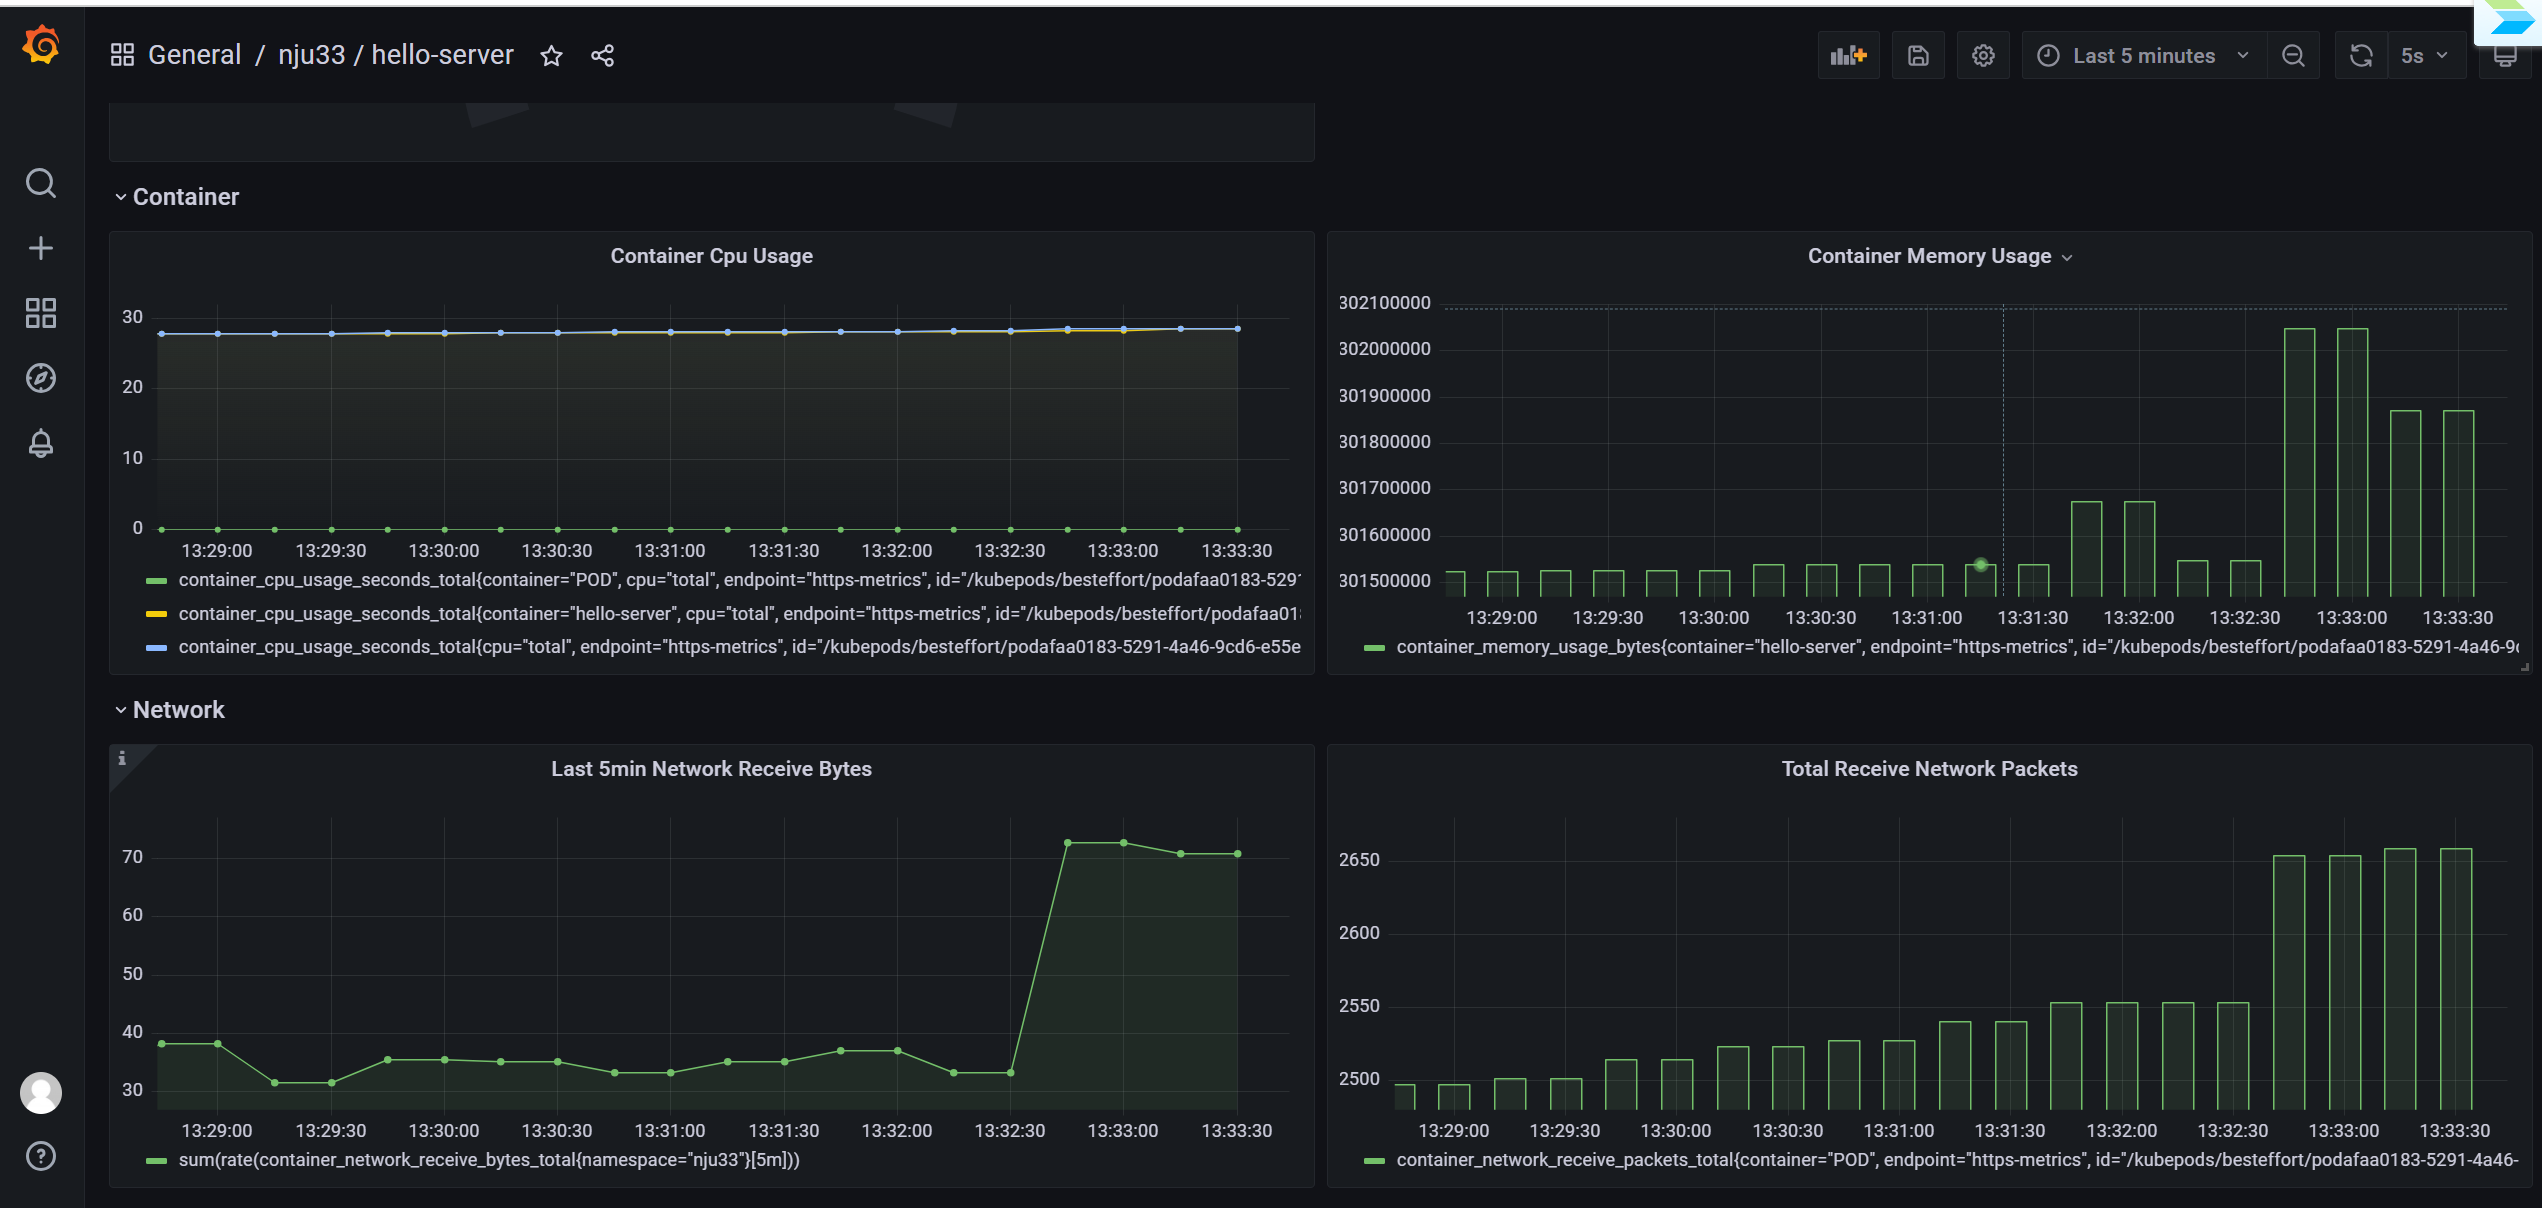 General / nju33 / hello-server
Last 5 minutes
5s
Container
Container Cpu Usage
30
20
10
0
13:29:00 13:29:30 13:30:00 13:30:30 13:31:00 13:31:30 13:32:00 13:32:30 13:33:00 13:33:30
container_cpu_usage_seconds_total{container="POD", cpu="total", endpoint="https-metrics", id="/kubepods/besteffort/podafaa0183-529
container_cpu_usage_seconds_total{container="hello-server", cpu="total", endpoint="https-metrics", id="/kubepods/besteffort/podafaa01
container_cpu_usage_seconds_total{cpu="total", endpoint="https-metrics", id="/kubepods/besteffort/podafaa0183-5291-4a46-9cd6-e55e
Container Memory Usage
302100000
302000000
301900000
301800000
301700000
301600000
301500000
13:29:00 13:29:30 13:30:00 13:30:30 13:31:00 13:31:30 13:32:00 13:32:30 13:33:00 13:33:30
container_memory_usage_bytes{container="hello-server", endpoint="https-metrics", id="/kubepods/besteffort/podafaa0183-5291-4a46-9
Network
Last 5min Network Receive Bytes
70
60
50
40
30
13:29:00 13:29:30 13:30:00 13:30:30 13:31:00 13:31:30 13:32:00 13:32:30 13:33:00 13:33:30
sum(rate(container_network_receive_bytes_total{namespace="nju33"}[5m]))
Total Receive Network Packets
2650
2600
2550
2500
13:29:00 13:29:30 13:30:00 13:30:30 13:31:00 13:31:30 13:32:00 13:32:30 13:33:00 13:33:30
container_network_receive_packets_total{container="POD", endpoint="https-metrics", id="/kubepods/besteffort/podafaa0183-5291-4a46-